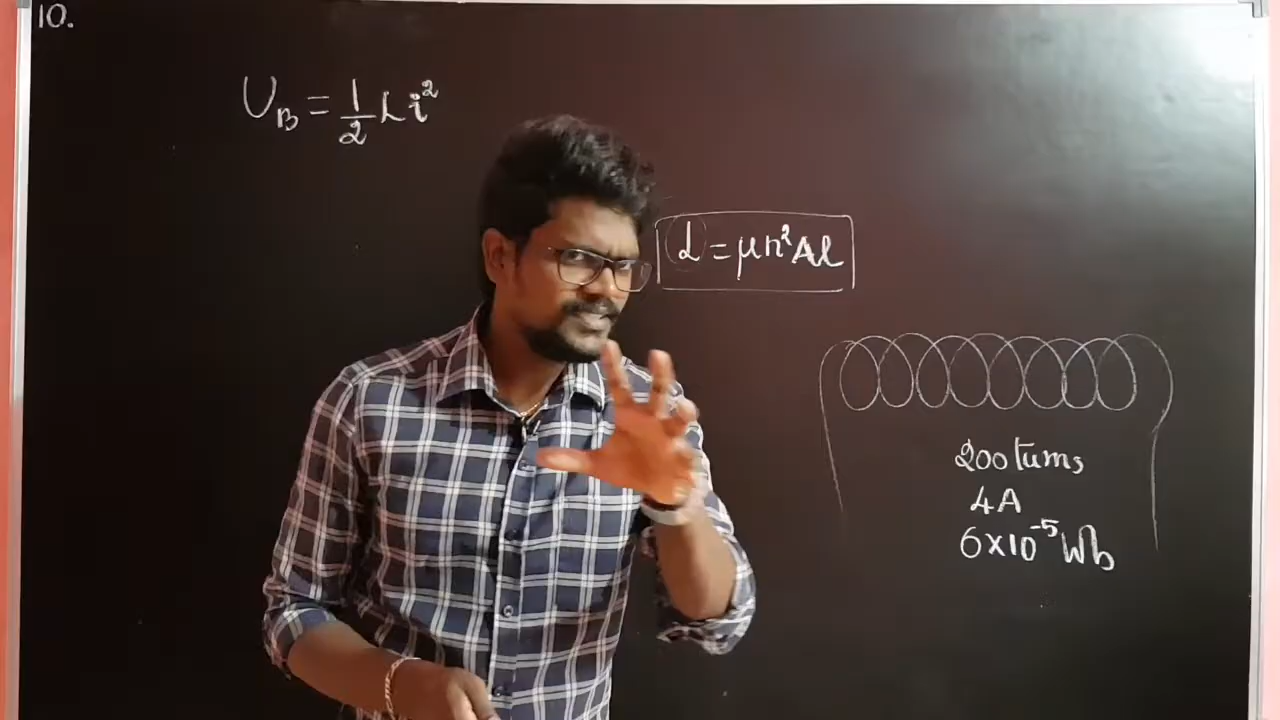 10.
U_B = 1/2 L i²
L = μn²Al
200 turns
4A
6×10⁻⁵ Wb